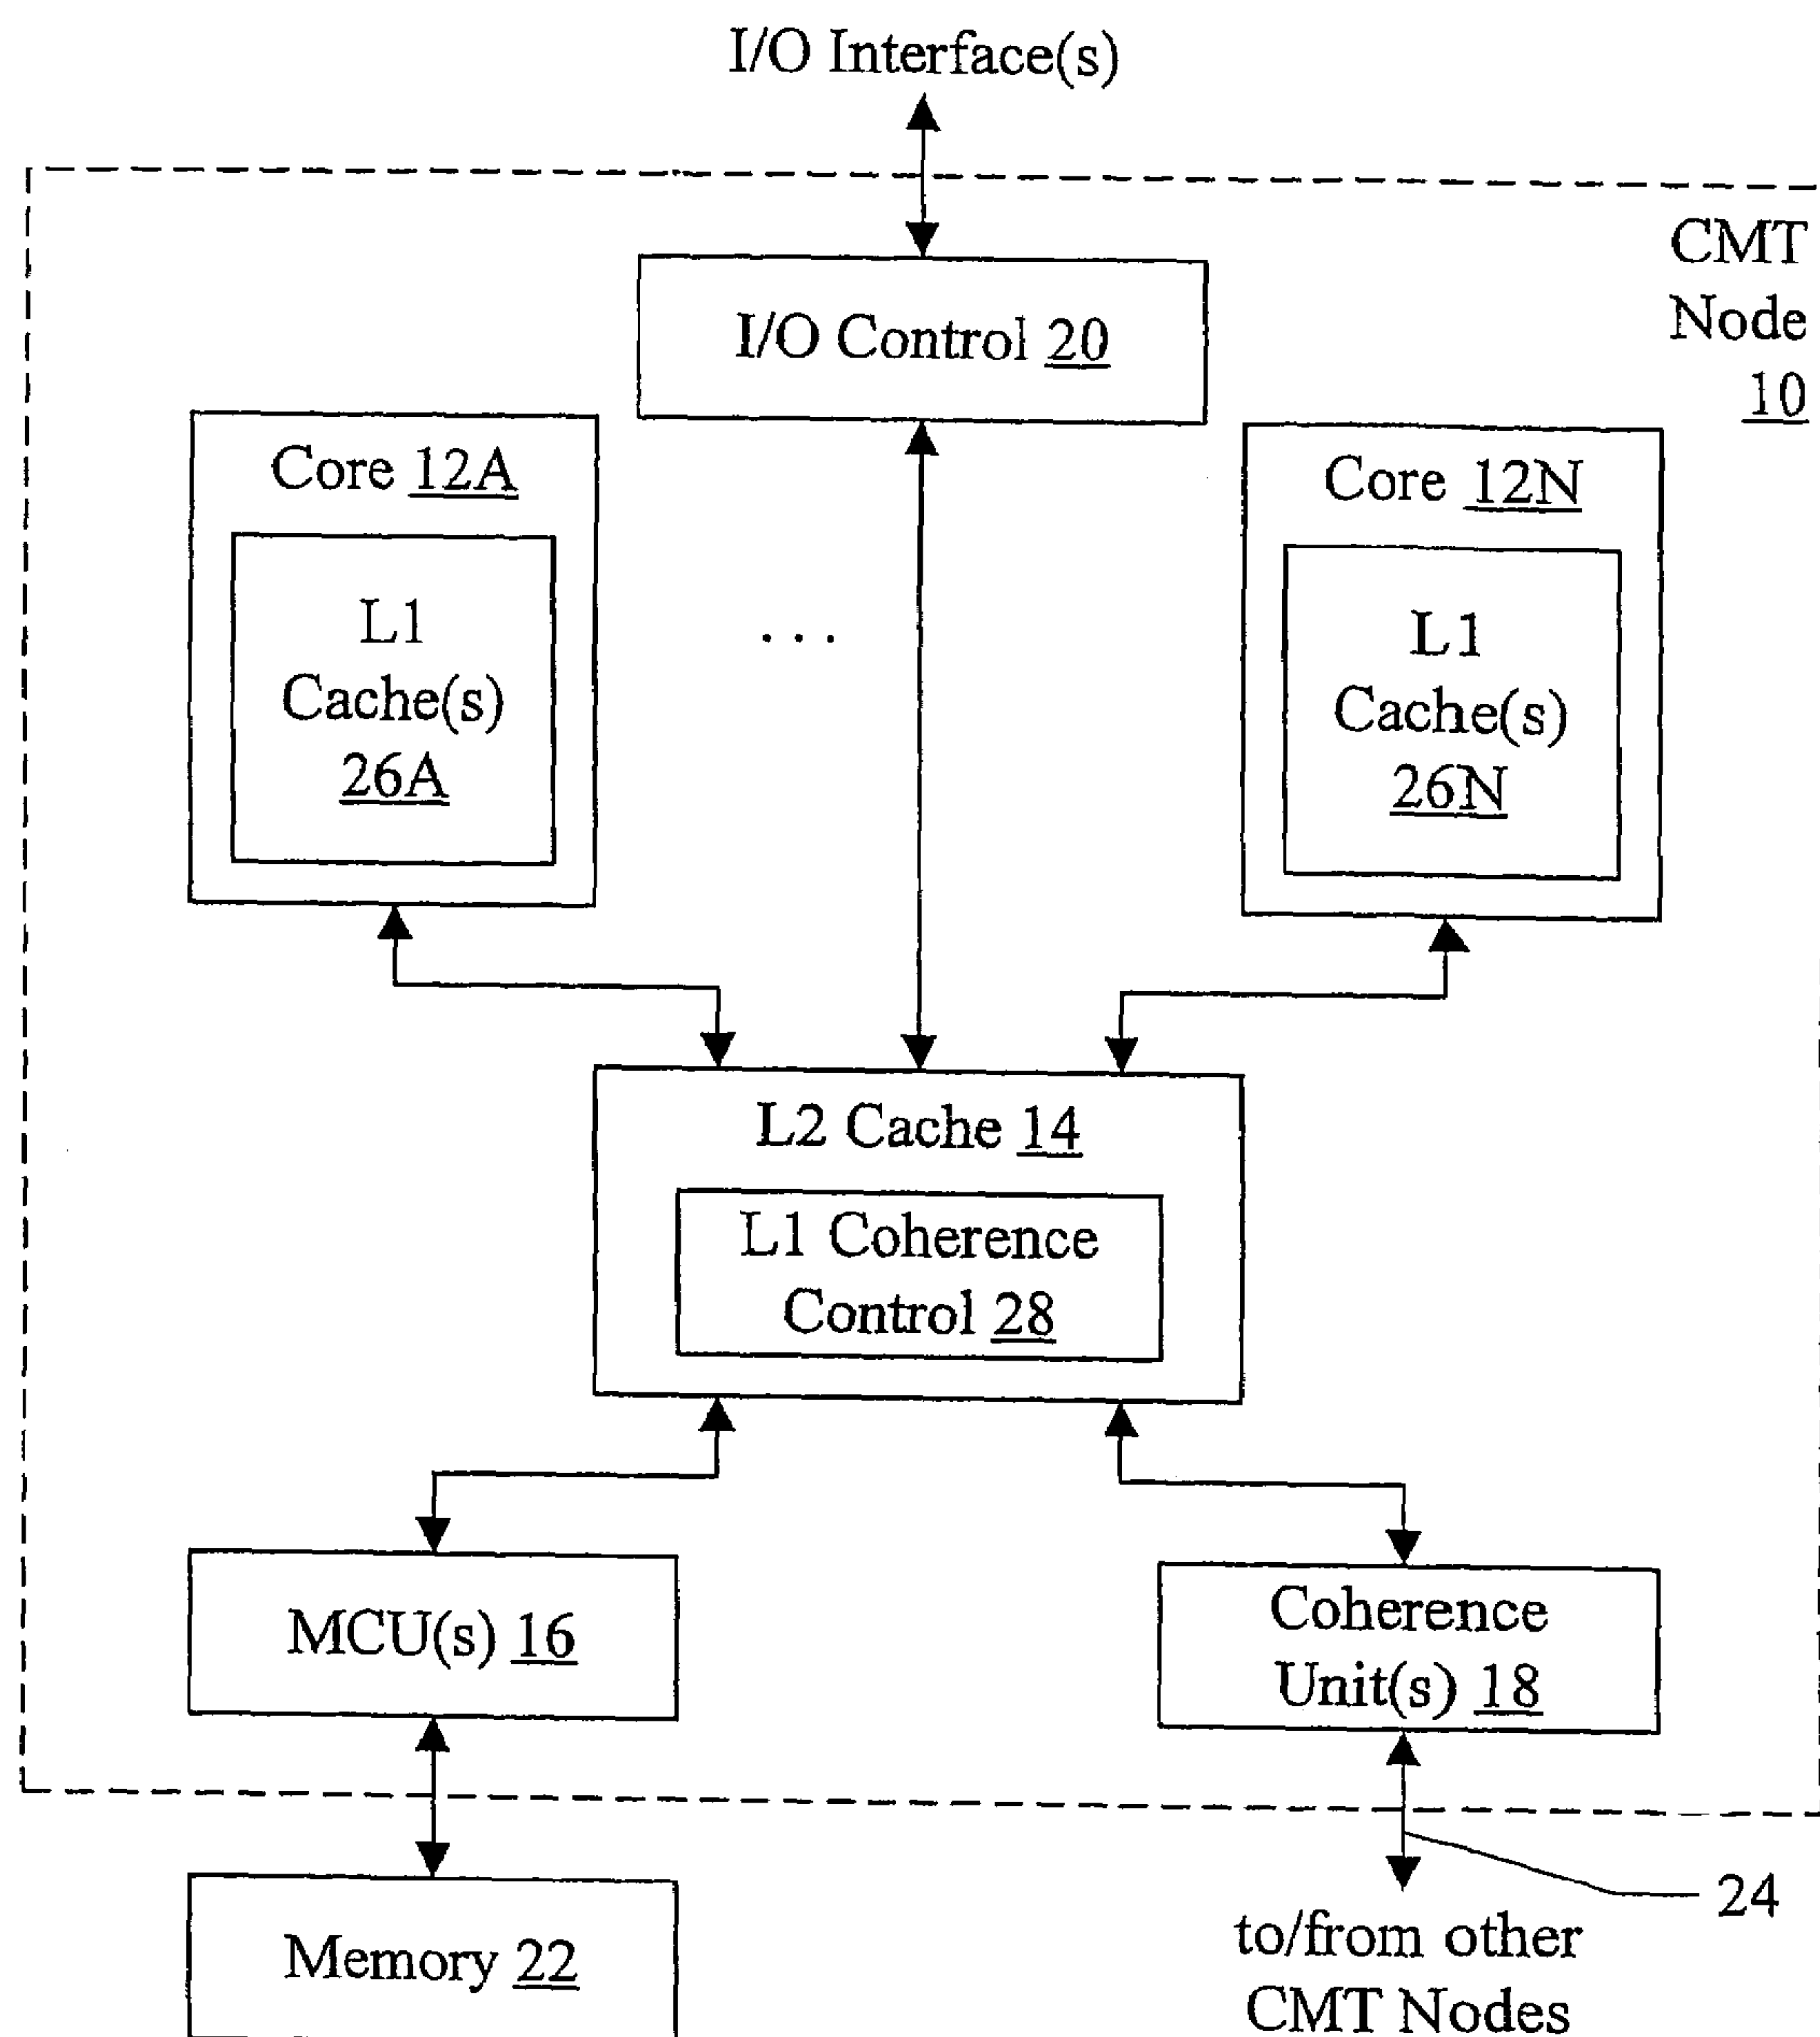 I/O Interface(s)
CMT
Node
10
I/O Control 20
Core 12A
L1
Cache(s)
26A
...
Core 12N
L1
Cache(s)
26N
L2 Cache 14
L1 Coherence
Control 28
MCU(s) 16
Coherence
Unit(s) 18
24
Memory 22
to/from other
CMT Nodes